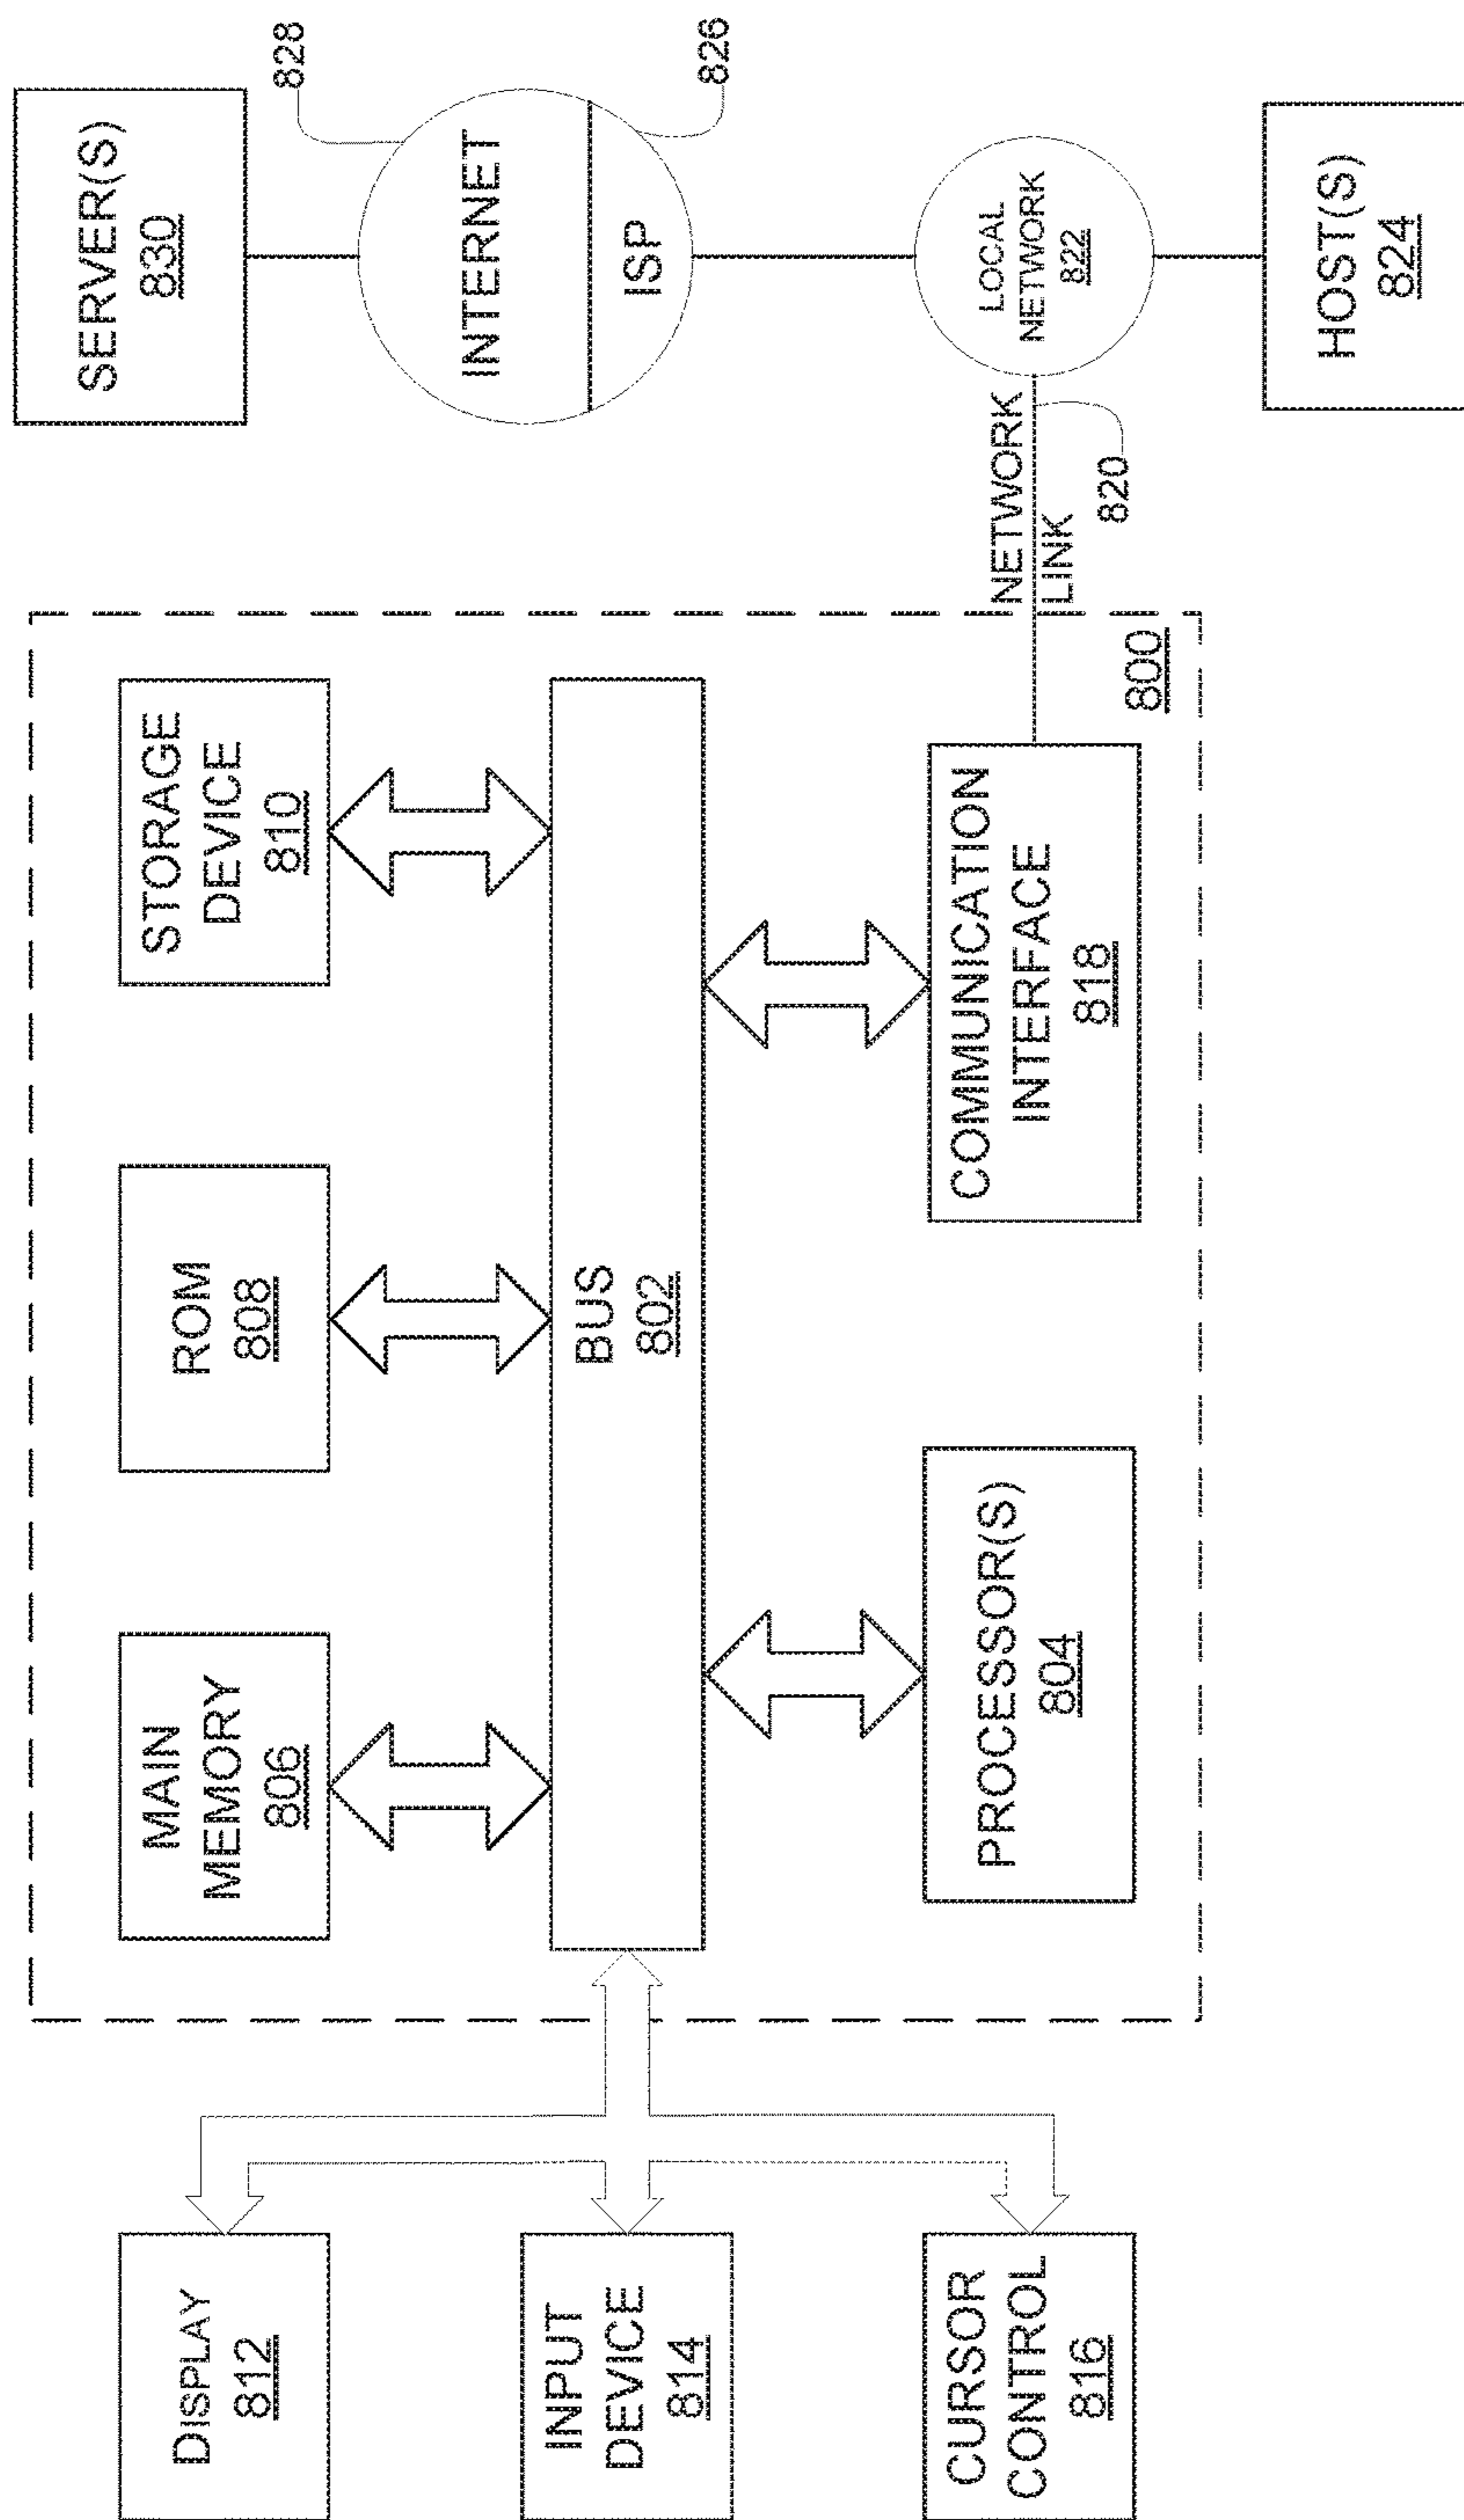 DISPLAY
812
INPUT
DEVICE
814
CURSOR
CONTROL
816
MAIN
MEMORY
806
ROM
808
STORAGE
DEVICE
810
BUS
802
PROCESSOR(S)
804
COMMUNICATION
INTERFACE
818
800
NETWORK
LINK
820
SERVER(S)
830
828
INTERNET
ISP
826
LOCAL
NETWORK
822
HOST(S)
824